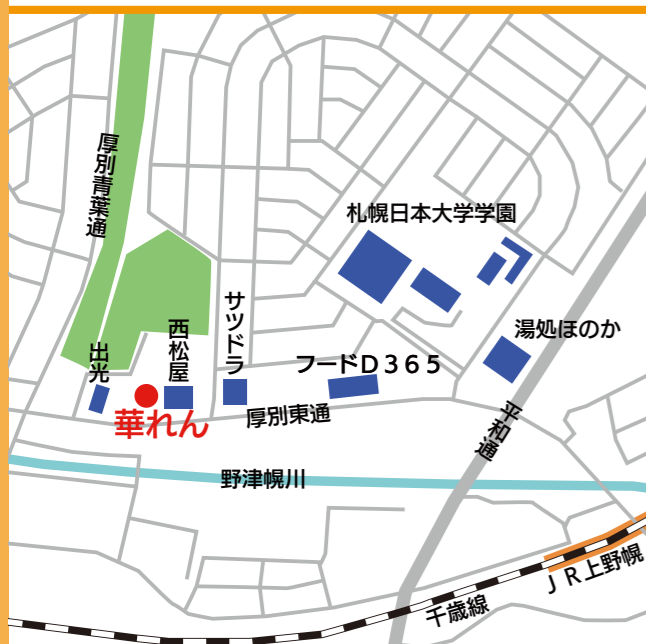 厚別青葉通
札幌日本大学学園
サツドラ
西松屋
湯処ほのか
出光
フードD365
華れん
厚別東通
平和通
野津幌川
JR上野幌
千歳線